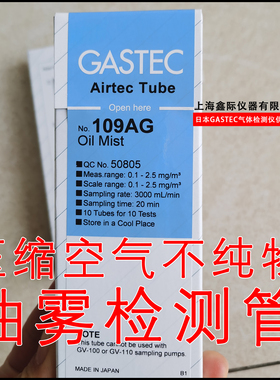 GASTEC
Airtec Tube
上海鑫际仪器有限公
日本GASTEC气体检测仪供
Open here
No. 109AG
Oil Mist
QC No. 50805
Meas.range: 0.1 - 2.5 mg/m³
Scale range: 0.1 - 2.5 mg/m³
Sampling rate: 3000 mL/min
Sampling time: 20 min
10 Tubes for 10 Tests
Store in a Cool Place
压缩空气不纯物
油雾检测管
NOTE
This tube cannot be used with
GV-100 or GV-110 sampling pumps.
MADE IN JAPAN
B1